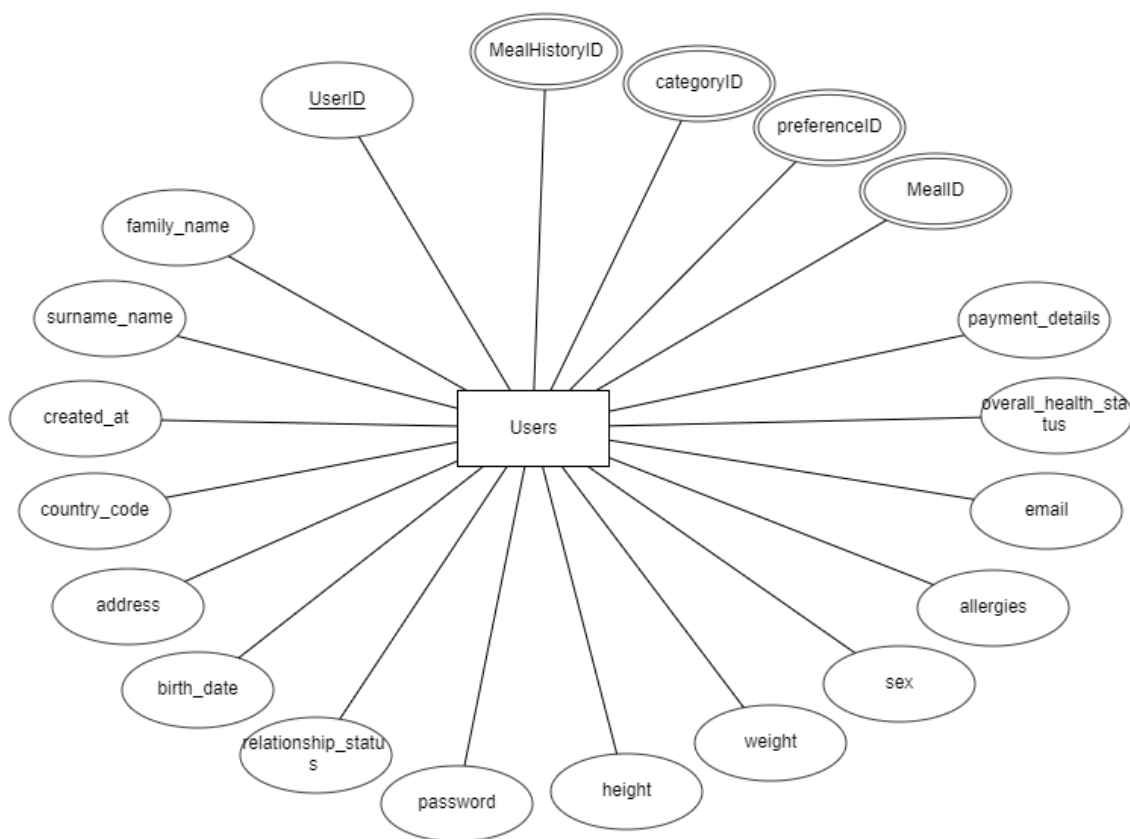 MealHistoryID
categoryID
UserID
preferenceID
MealID
family_name
surname_name
payment_details
created_at
overall_health_sta
tus
Users
country_code
email
address
allergies
birth_date
sex
relationship_statu
s
weight
password
height